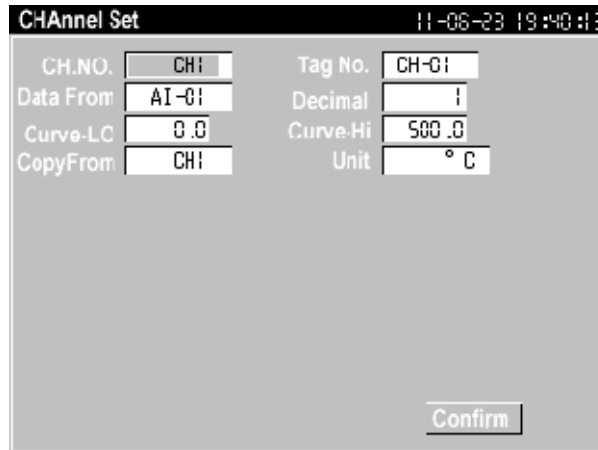 CHAnnel Set 11-06-23 19:40:1
CH.NO. CH1 Tag No. CH-01
Data From AI-01 Decimal 1
Curve-LO 0.0 Curve-Hi 500.0
CopyFrom CH1 Unit °C
Confirm